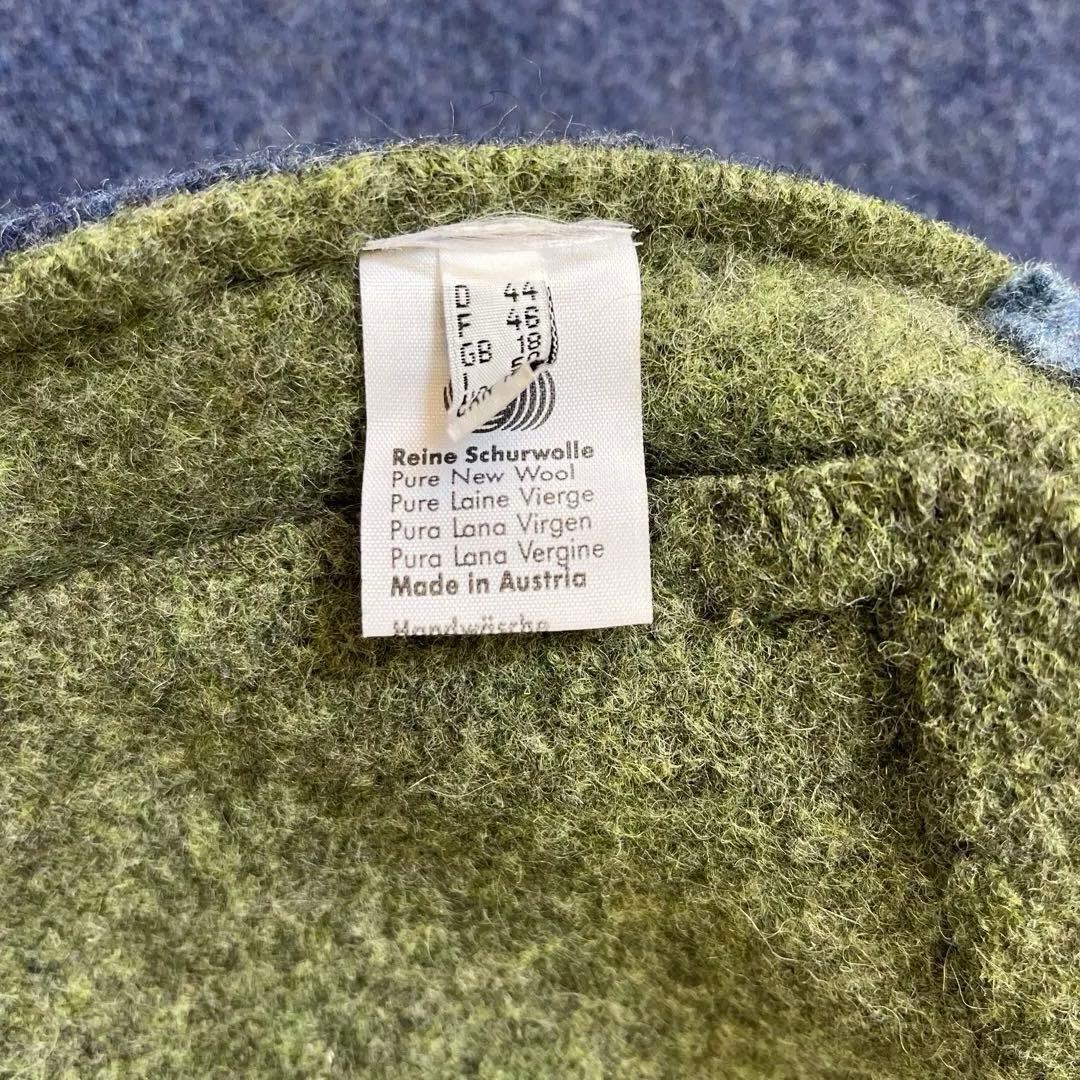 D 44
F 46
GB 18
Reine Schurwolle
Pure New Wool
Pure Laine Vierge
Pura Lana Virgen
Pura Lana Vergine
Made in Austria
Handwäsche